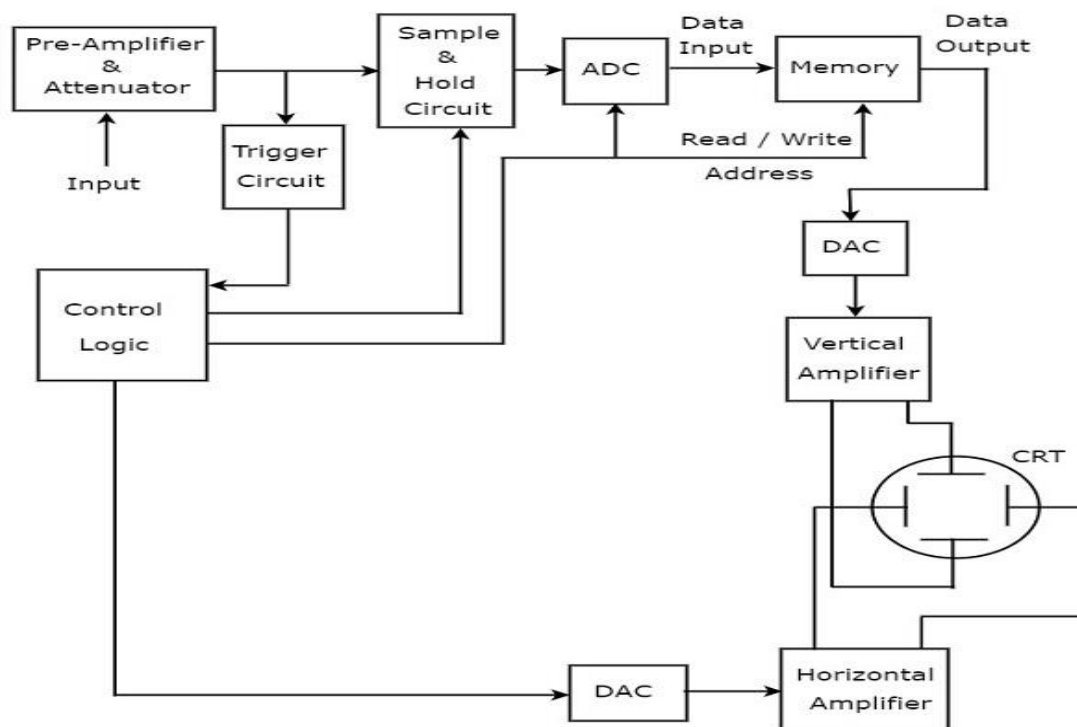 Pre-Amplifier
&
Attenuator
Input
Trigger
Circuit
Sample
&
Hold
Circuit
ADC
Data
Input
Memory
Data
Output
Read / Write
Address
DAC
Control
Logic
Vertical
Amplifier
CRT
DAC
Horizontal
Amplifier